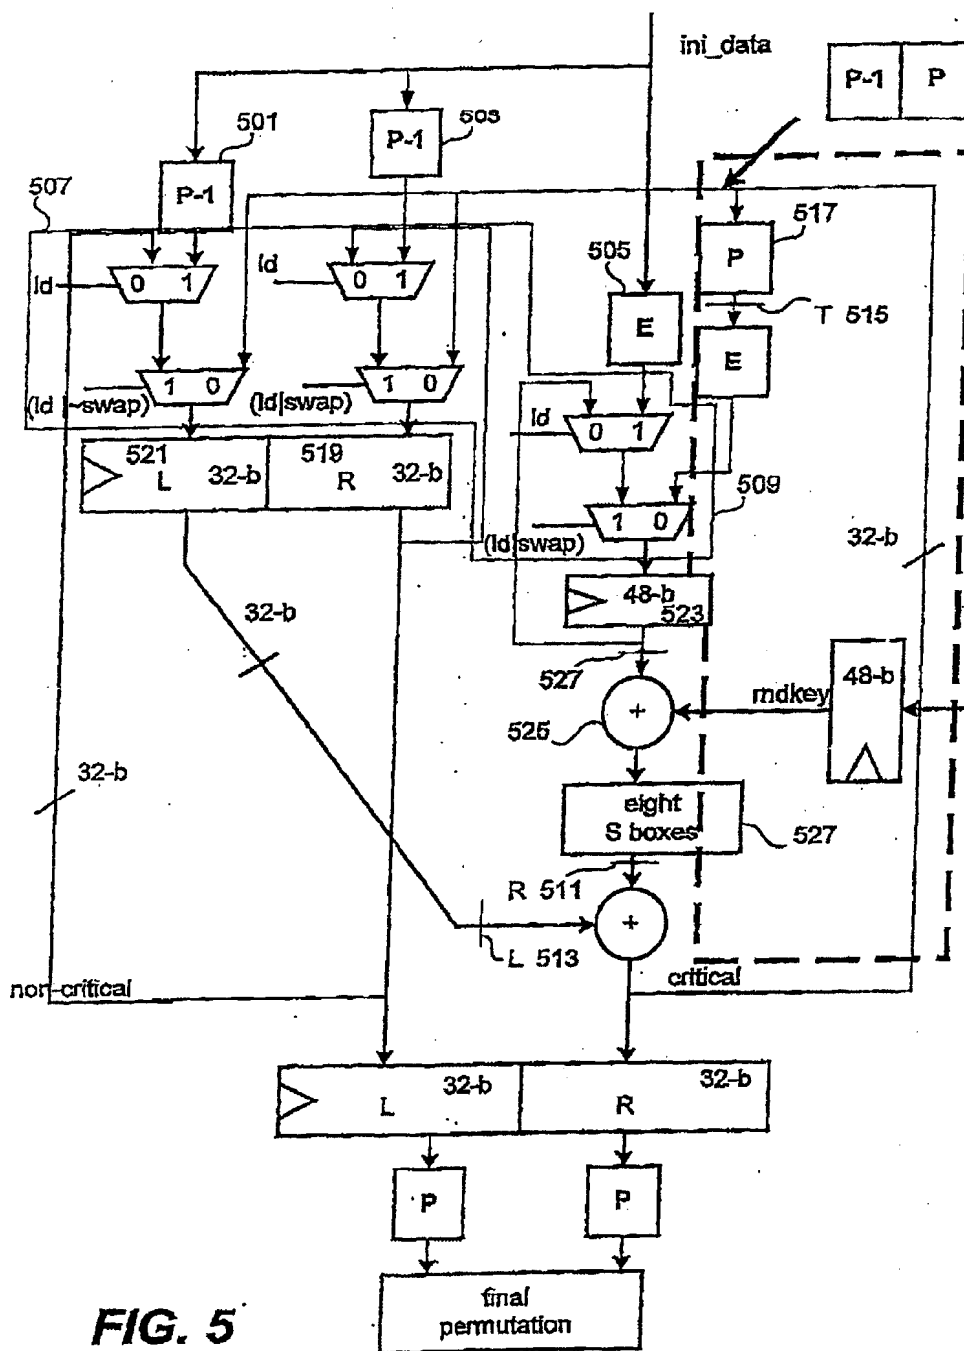 ini_data
P-1 P
501
P-1
503
P-1
507
517
P
505
ld
0 1
ld
0 1
T 515
E
E
1 0
(ld|~swap)
1 0
(ld|swap)
ld
0 1
521
L
32-b
519
R
32-b
1 0
509
(ld|swap)
32-b
48-b
523
32-b
527
48-b
rndkey
+
525
32-b
eight
S boxes
527
R 511
+
L 513
non-critical
critical
32-b
L
32-b
R
P
P
final
permutation
FIG. 5